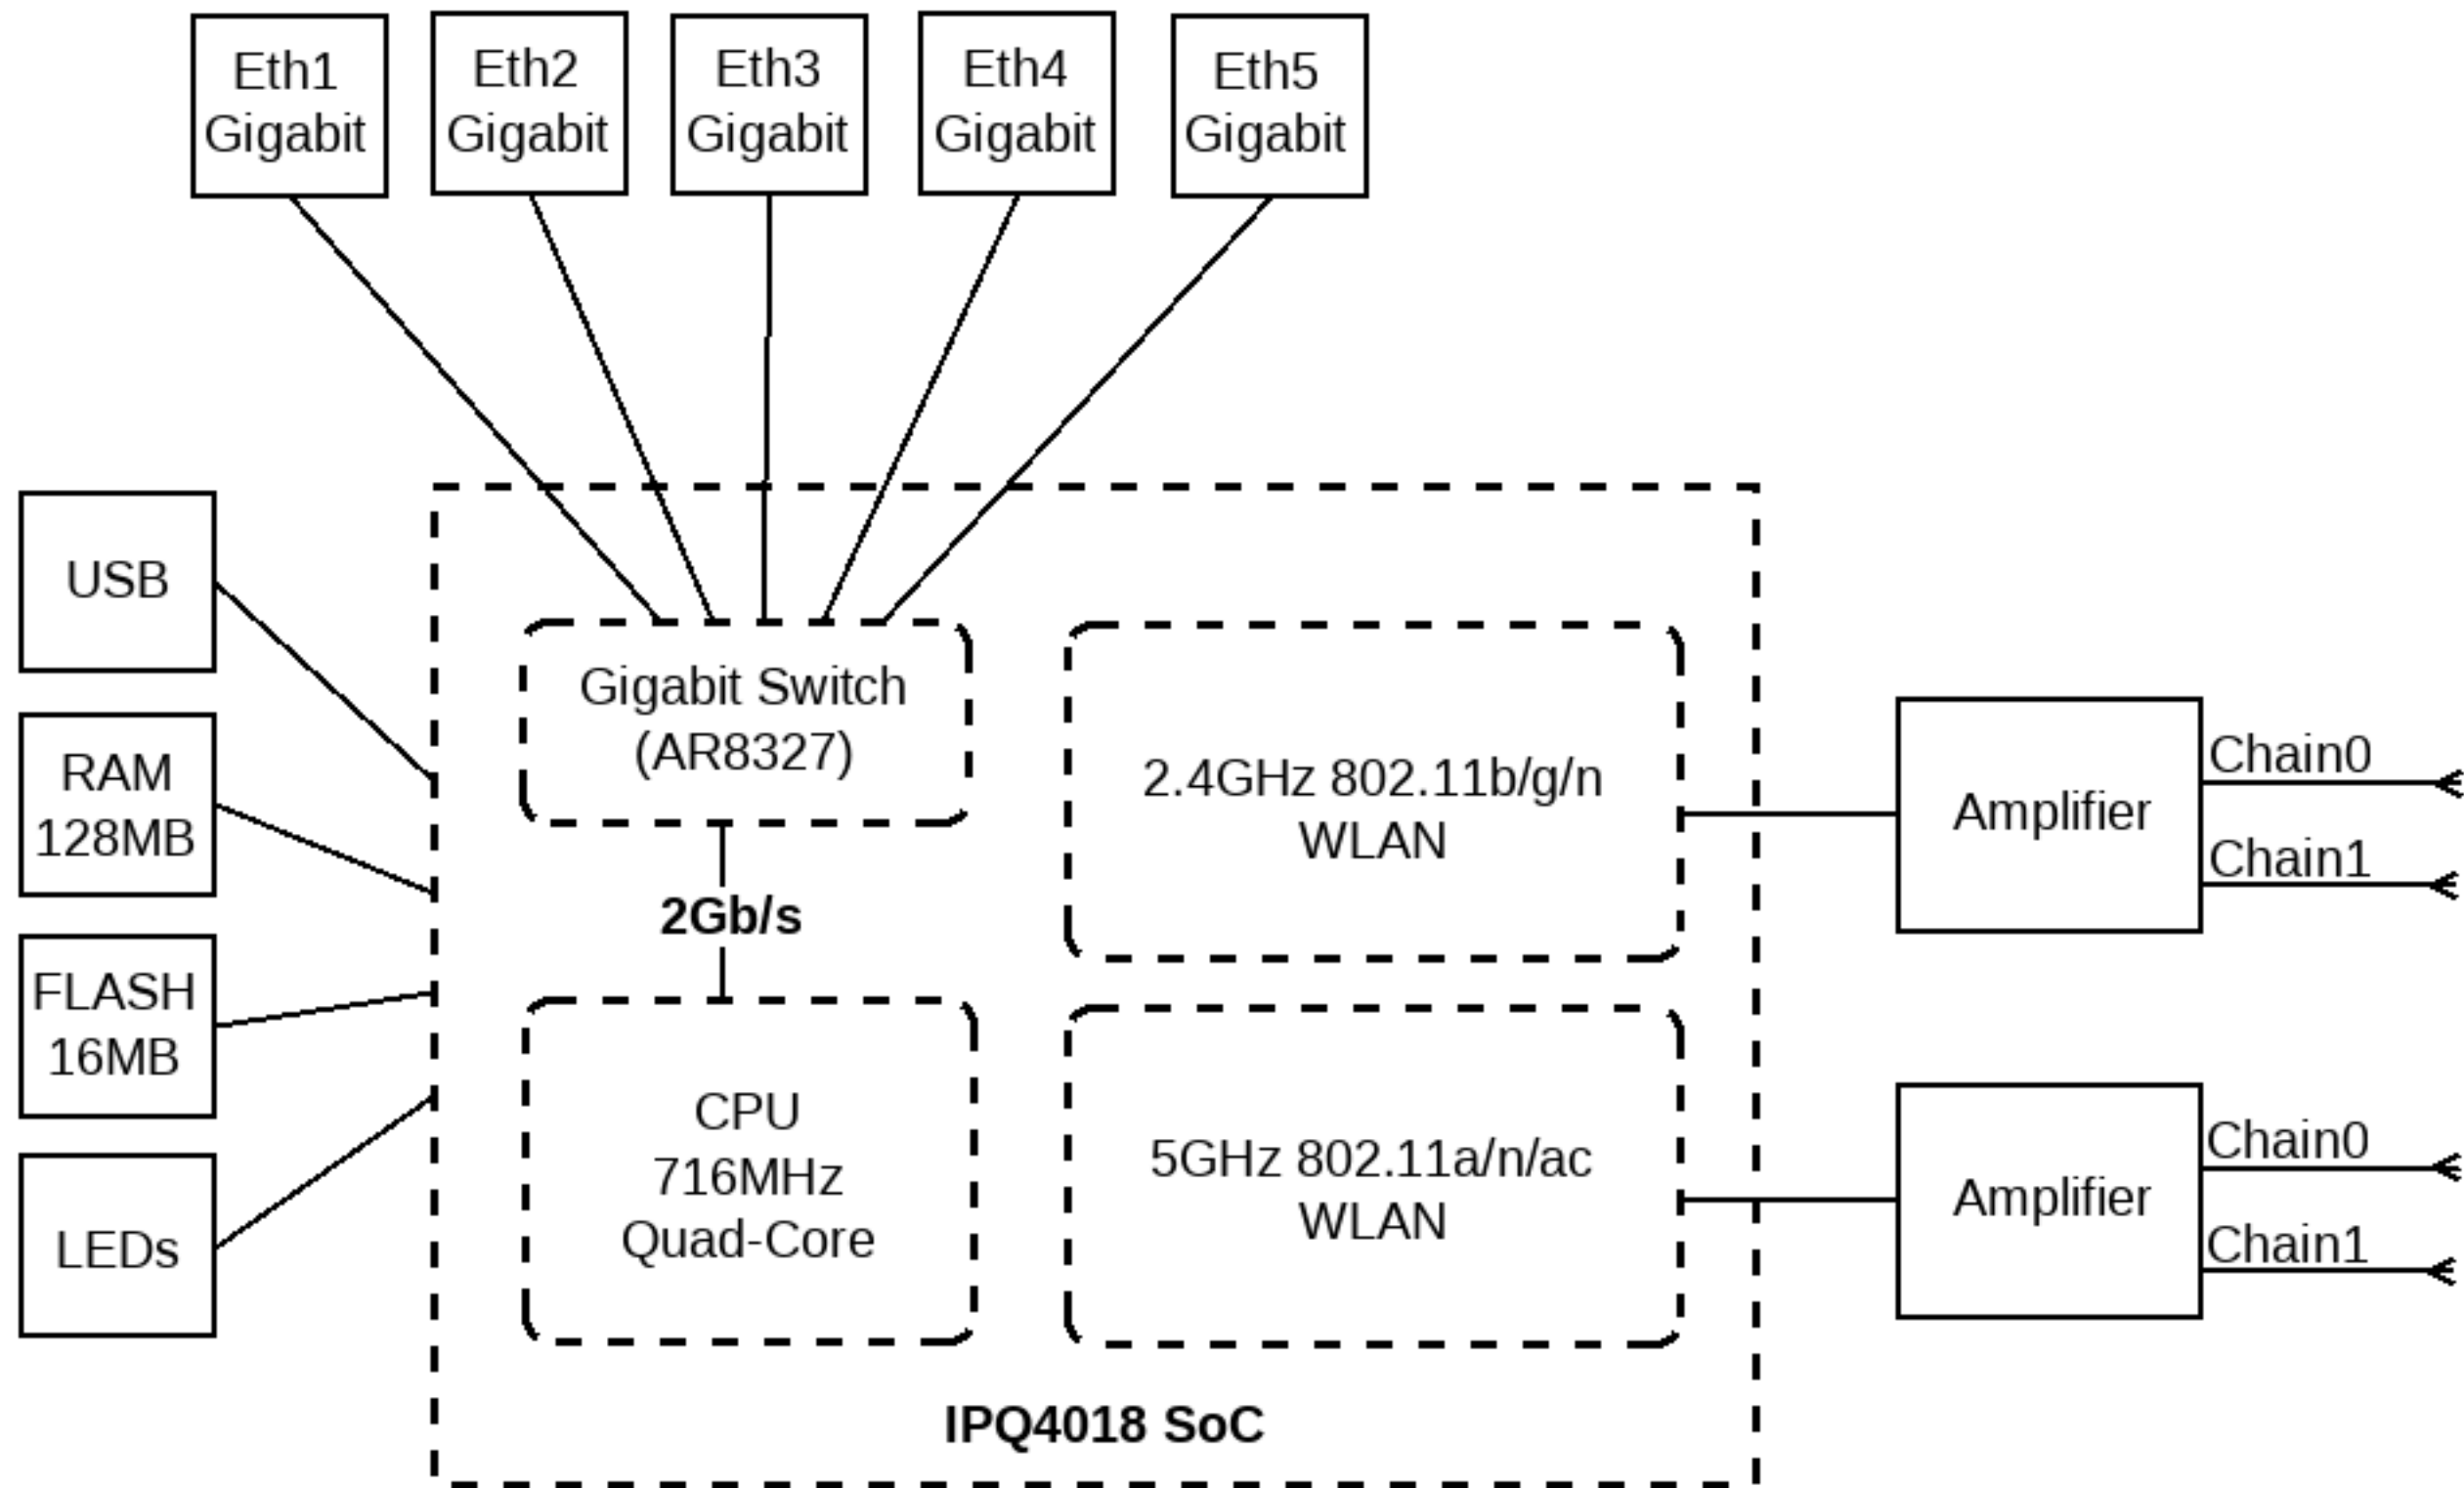 Eth1
Gigabit
Eth2
Gigabit
Eth3
Gigabit
Eth4
Gigabit
Eth5
Gigabit
USB
RAM
128MB
FLASH
16MB
LEDs
Gigabit Switch
(AR8327)
2Gb/s
CPU
716MHz
Quad-Core
2.4GHz 802.11b/g/n
WLAN
5GHz 802.11a/n/ac
WLAN
IPQ4018 SoC
Amplifier
Chain0
Chain1
Amplifier
Chain0
Chain1